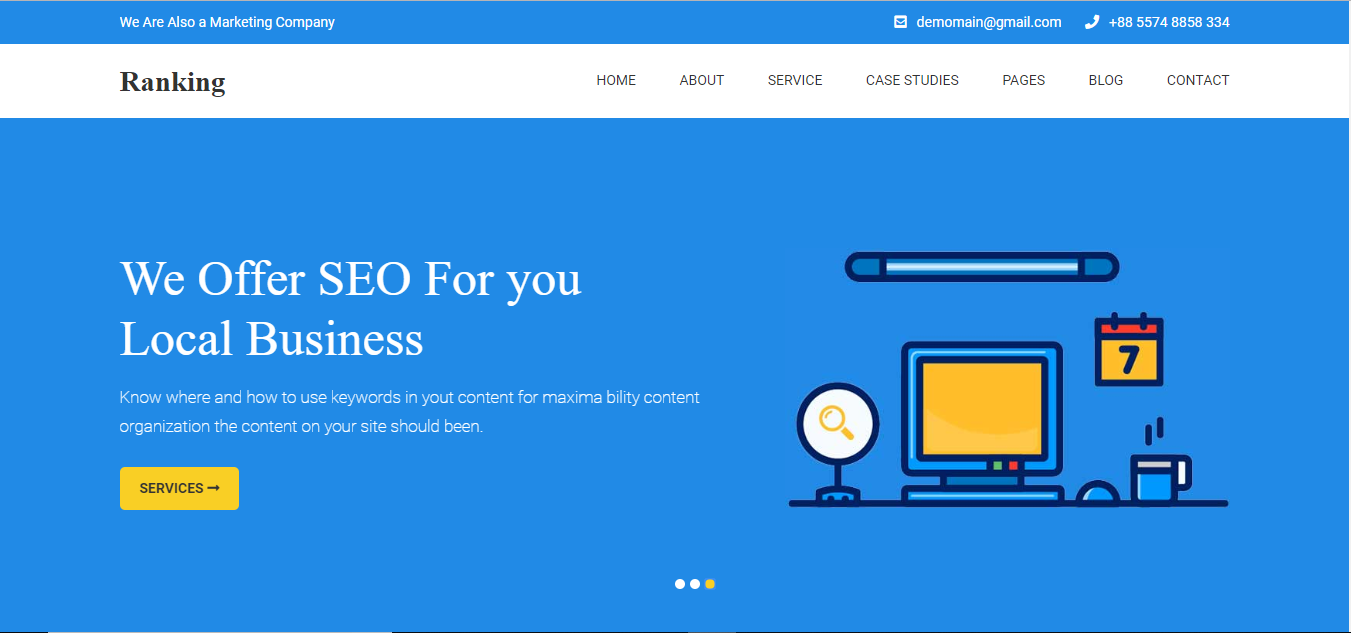 We Are Also a Marketing Company
demomain@gmail.com
+88 5574 8858 334
Ranking
HOME ABOUT SERVICE CASE STUDIES PAGES BLOG CONTACT
We Offer SEO For you
Local Business
Know where and how to use keywords in yout content for maxima bility content
organization the content on your site should been.
SERVICES
7